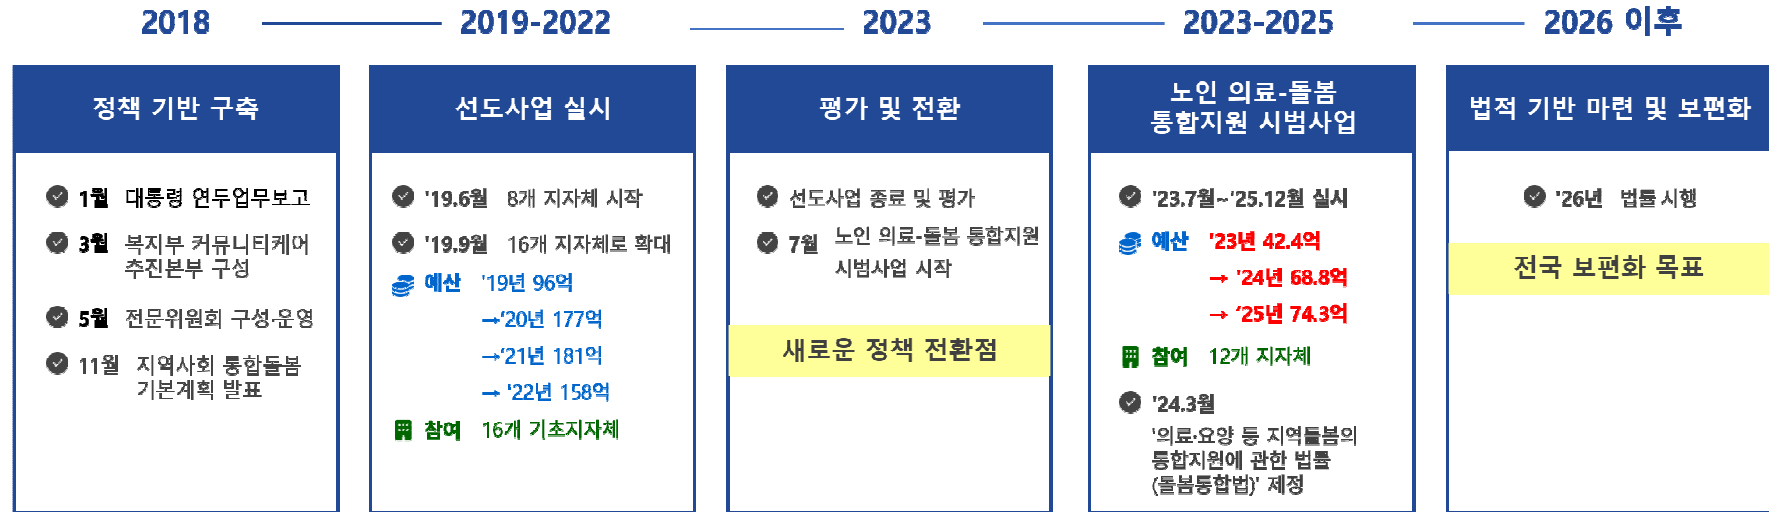 2018
2019-2022
2023
2023-2025
2026 이후
정책 기반 구축
1월 대통령 연두업무보고
3월 복지부 커뮤니티케어
추진본부 구성
5월 전문위원회 구성·운영
11월 지역사회 통합돌봄
기본계획 발표
선도사업 실시
'19.6월 8개 지자체 시작
'19.9월 16개 지자체로 확대
예산 '19년 96억
→‘20년 177억
→‘21년 181억
→ '22년 158억
참여 16개 기초지자체
평가 및 전환
선도사업 종료 및 평가
7월 노인 의료-돌봄 통합지원
시범사업 시작
새로운 정책 전환점
노인 의료-돌봄
통합지원 시범사업
'23.7월~‘25.12월 실시
예산 '23년 42.4억
→ '24년 68.8억
→ ‘25년 74.3억
참여 12개 지자체
'24.3월
'의료·요양 등 지역돌봄의
통합지원에 관한 법률
(돌봄통합법)' 제정
법적 기반 마련 및 보편화
'26년 법률 시행
전국 보편화 목표